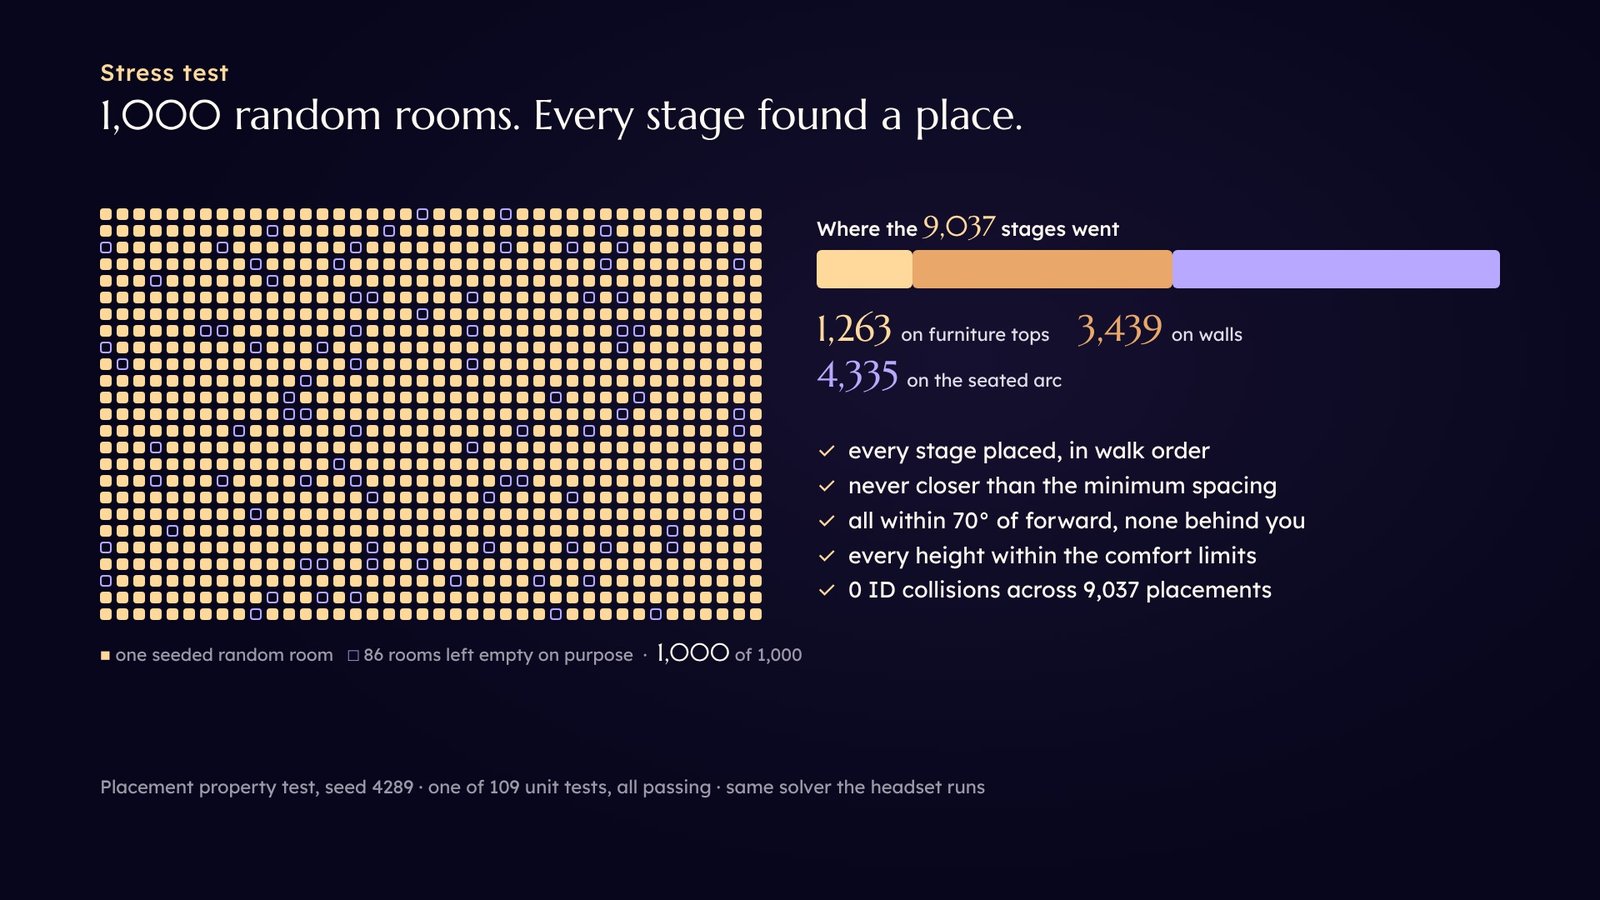 Stress test
1,000 random rooms. Every stage found a place.
Where the 9,037 stages went
1,263 on furniture tops 3,439 on walls
4,335 on the seated arc
✓ every stage placed, in walk order
✓ never closer than the minimum spacing
✓ all within 70° of forward, none behind you
✓ every height within the comfort limits
✓ 0 ID collisions across 9,037 placements
one seeded random room 86 rooms left empty on purpose · 1,000 of 1,000
Placement property test, seed 4289 · one of 109 unit tests, all passing · same solver the headset runs